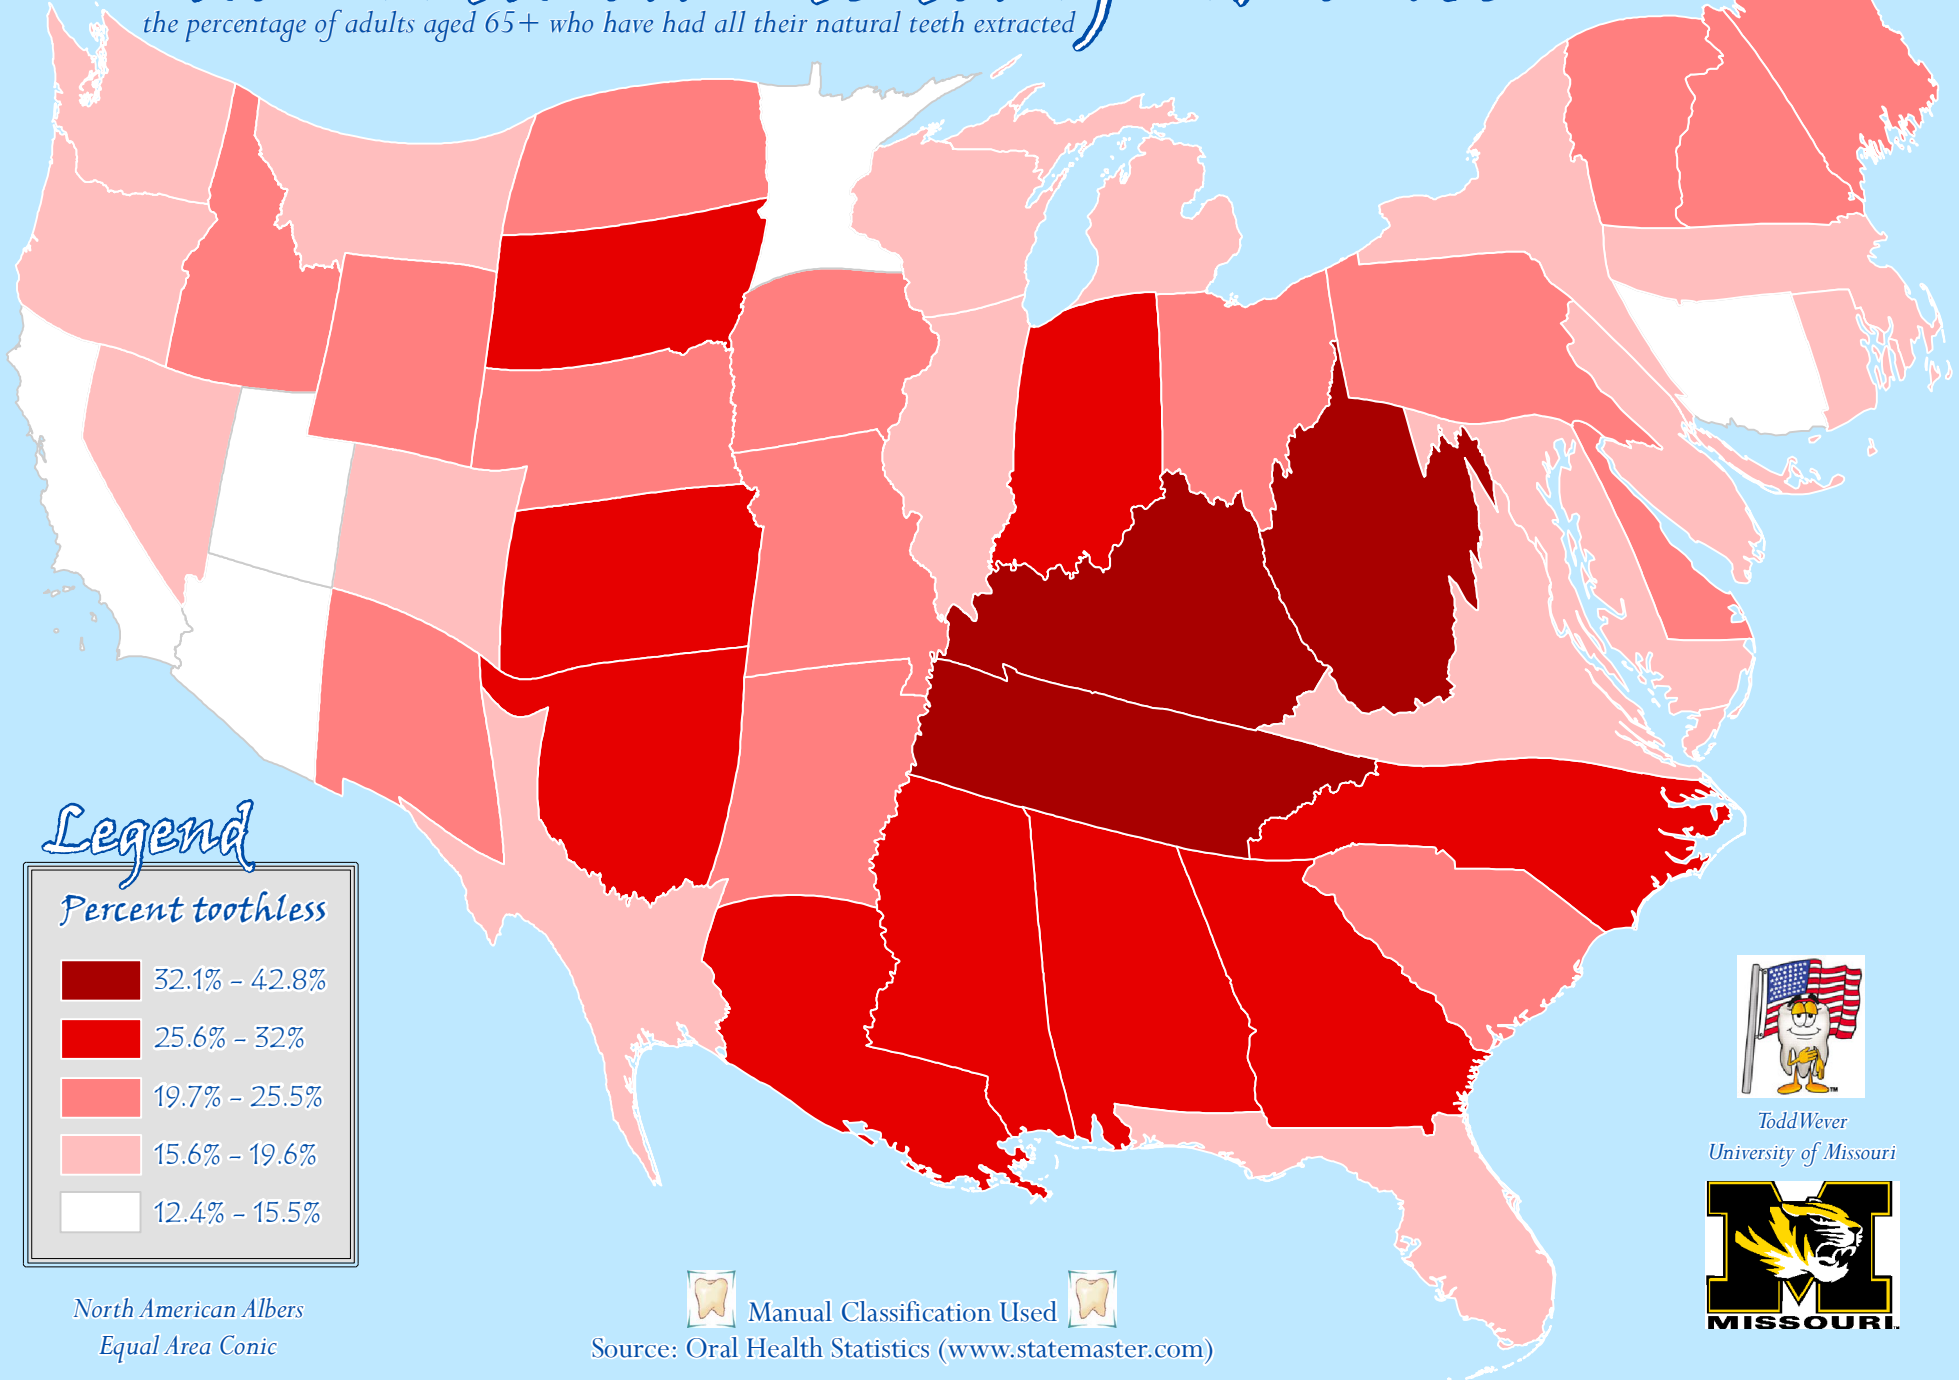 the percentage of adults aged 65+ who have had all their natural teeth extracted
Legend
Percent toothless
32.1% - 42.8%
25.6% - 32%
19.7% - 25.5%
15.6% - 19.6%
12.4% - 15.5%
North American Albers
Equal Area Conic
Manual Classification Used
Source: Oral Health Statistics (www.statemaster.com)
ToddWever
University of Missouri
M
MISSOURI